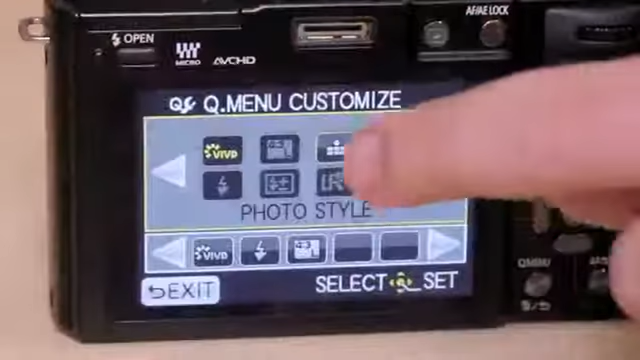 OPEN
AF/AE LOCK
MICRO
AVCHD
Q.MENU CUSTOMIZE
VIVD
PHOTO STYLE
VIVD
EXIT
SELECT SET
Q.MENU